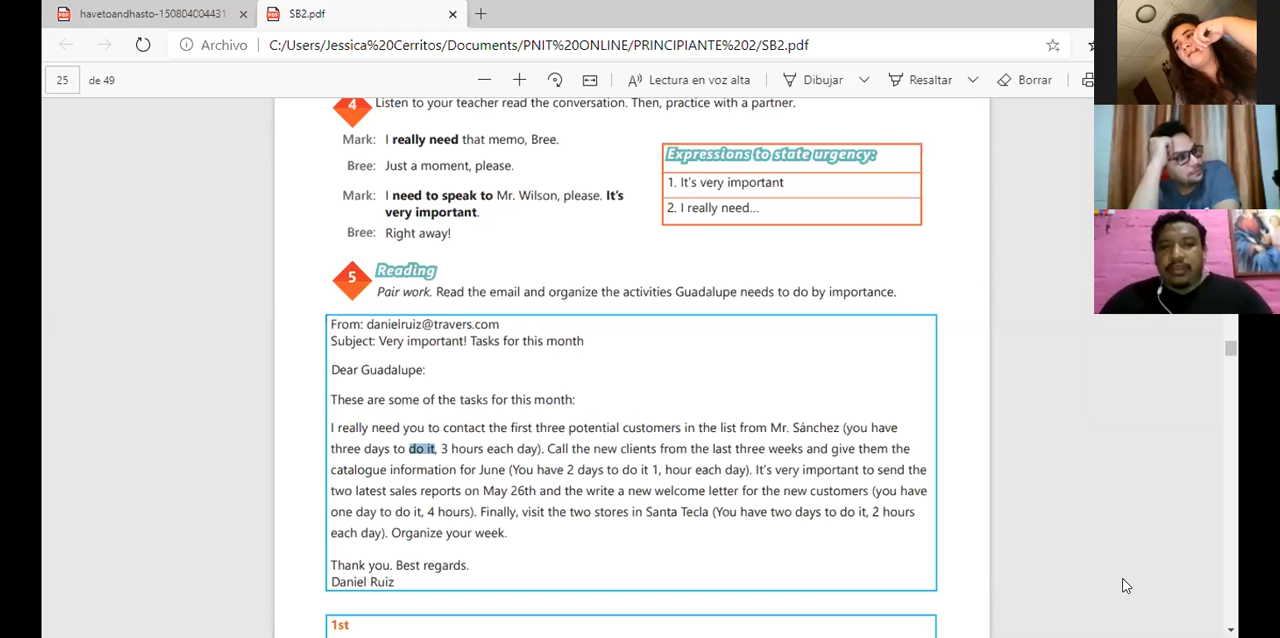 havetoandhasto-150804004431
SB2.pdf
Archivo
C:/Users/Jessica%20Cerritos/Documents/PNIT%20ONLINE/PRINCIPIANTE%202/SB2.pdf
25 de 49
Lectura en voz alta
Dibujar
Resaltar
Borrar
4 Listen to your teacher read the conversation. Then, practice with a partner.
Mark: I really need that memo, Bree.
Bree: Just a moment, please.
Mark: I need to speak to Mr. Wilson, please. It's
very important.
Bree: Right away!
Expressions to state urgency:
1. It's very important
2. I really need...
5 Reading
Pair work. Read the email and organize the activities Guadalupe needs to do by importance.
From: danielruiz@travers.com
Subject: Very important! Tasks for this month
Dear Guadalupe:
These are some of the tasks for this month:
I really need you to contact the first three potential customers in the list from Mr. Sánchez (you have
three days to do it, 3 hours each day). Call the new clients from the last three weeks and give them the
catalogue information for June (You have 2 days to do it 1, hour each day). It's very important to send the
two latest sales reports on May 26th and the write a new welcome letter for the new customers (you have
one day to do it, 4 hours). Finally, visit the two stores in Santa Tecla (You have two days to do it, 2 hours
each day). Organize your week.
Thank you. Best regards.
Daniel Ruiz
1st